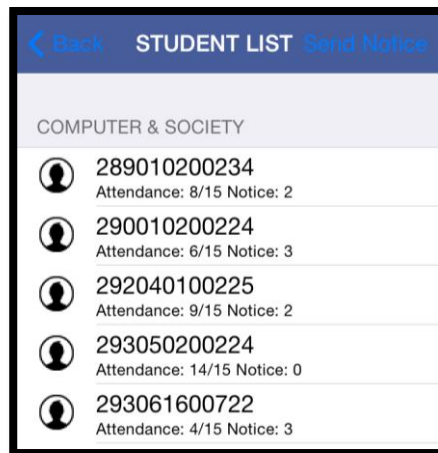 Back STUDENT LIST Send Notice
COMPUTER & SOCIETY
289010200234
Attendance: 8/15 Notice: 2
290010200224
Attendance: 6/15 Notice: 3
292040100225
Attendance: 9/15 Notice: 2
293050200224
Attendance: 14/15 Notice: 0
293061600722
Attendance: 4/15 Notice: 3